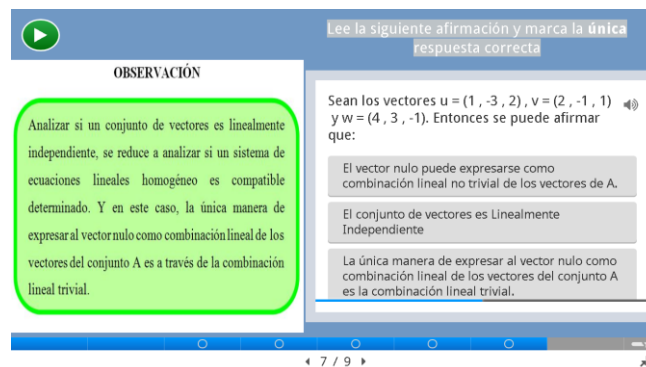 Lee la siguiente afirmación y marca la única
respuesta correcta
OBSERVACIÓN
Analizar si un conjunto de vectores es linealmente
independiente, se reduce a analizar si un sistema de
ecuaciones lineales homogéneo es compatible
determinado. Y en este caso, la única manera de
expresar al vector nulo como combinación lineal de los
vectores del conjunto A es a través de la combinación
lineal trivial.
Sean los vectores u = (1 , -3 , 2) , v = (2 , -1 , 1)
y w = (4 , 3 , -1). Entonces se puede afirmar
que:
El vector nulo puede expresarse como
combinación lineal no trivial de los vectores de A.
El conjunto de vectores es Linealmente
Independiente
La única manera de expresar al vector nulo como
combinación lineal de los vectores del conjunto A
es la combinación lineal trivial.
7 / 9